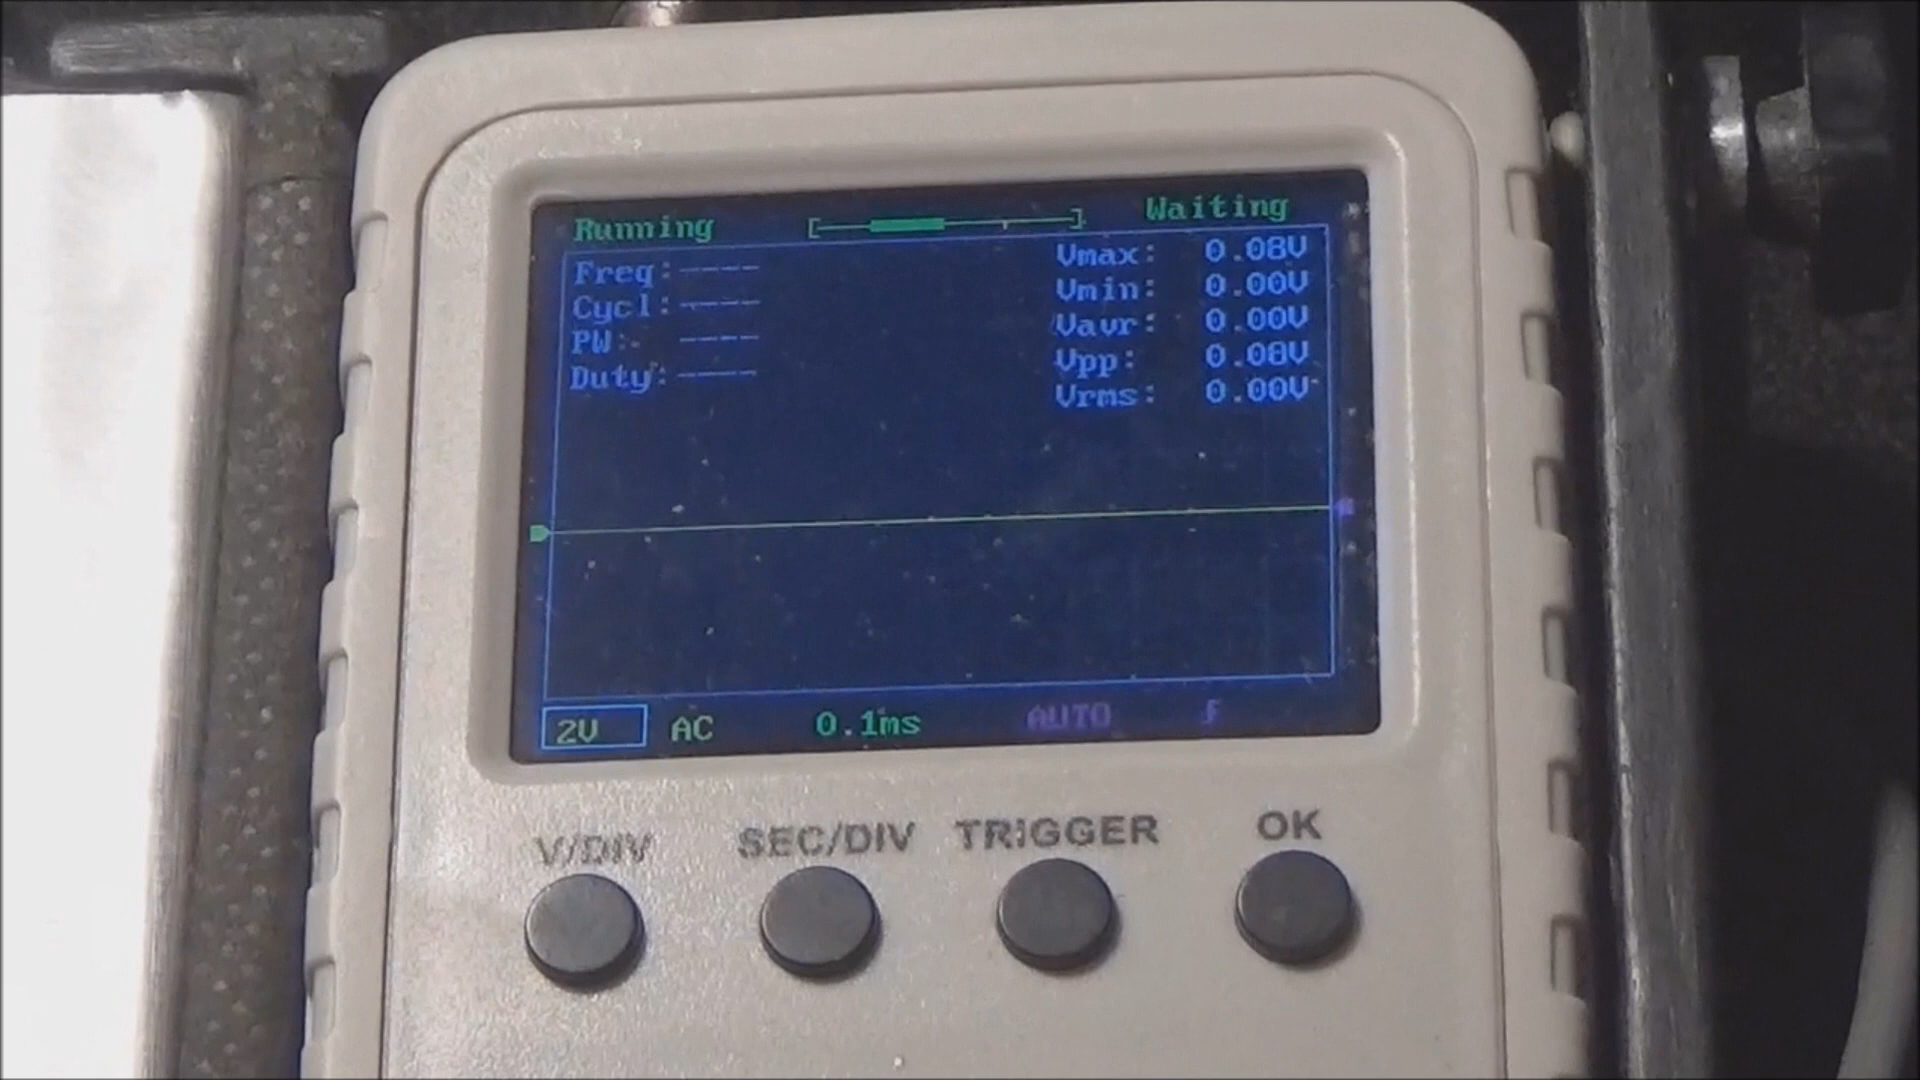 Running Waiting
Freq:---- Vmax: 0.08V
Cycl:---- Vmin: 0.00V
PW: ---- Vavr: 0.00V
Duty:---- Vpp: 0.08V
Vrms: 0.00V
2V AC 0.1ms AUTO
V/DIV SEC/DIV TRIGGER OK